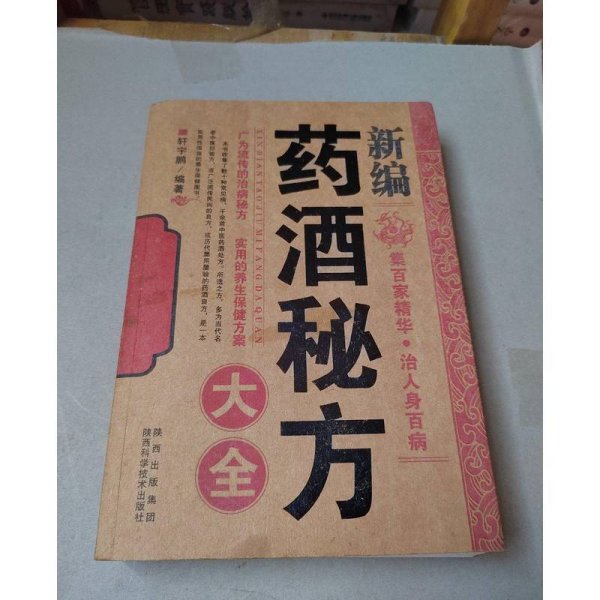 新编
药酒秘方
大全
集百家精华·治人身百病
XINBIANYAOJIUMIFANGDAQUAN
广为流传的治病秘方 实用的养生保健方案
轩宇鹏/编著
陕西出版集团
陕西科学技术出版社